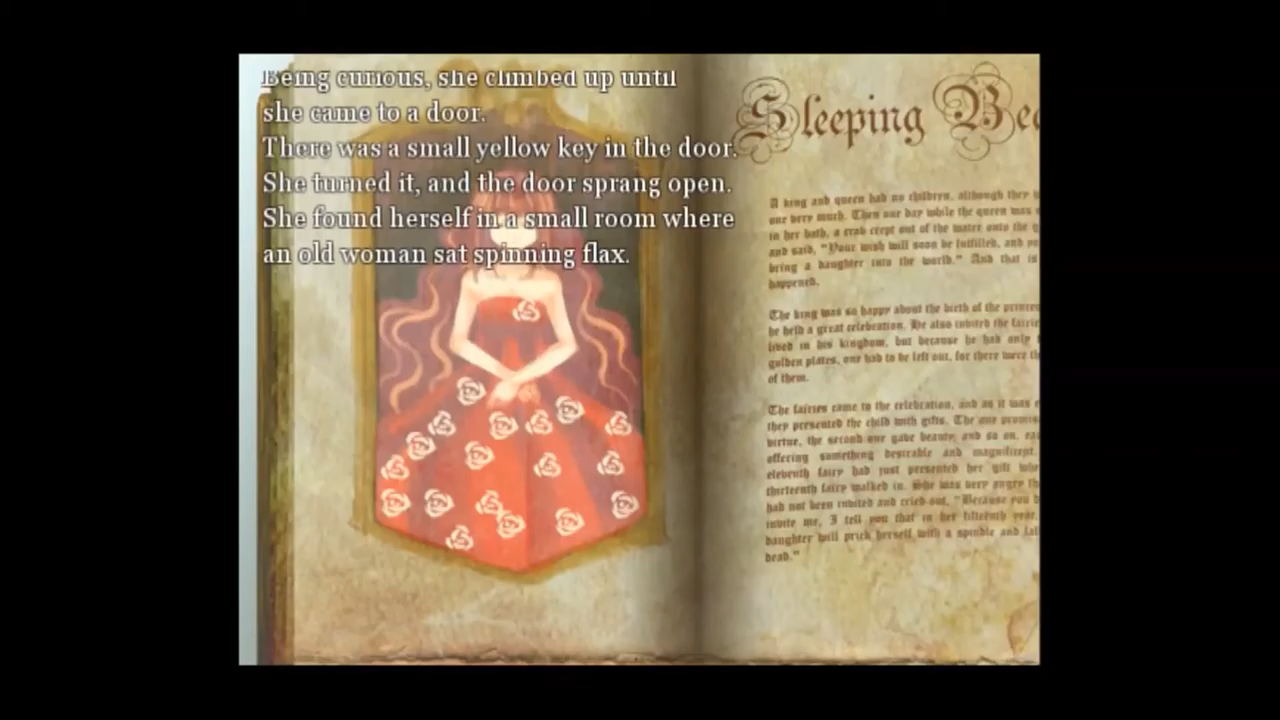 Being curious, she climbed up until
she came to a door.
There was a small yellow key in the door.
She turned it, and the door sprang open.
She found herself in a small room where
an old woman sat spinning flax.
Sleeping
A king and queen had no children, although they
one very much. Then one day while the queen was
in her bath, a crab crept out of the water onto the
and said, "Your wish will soon be fulfilled, and
bring a daughter into the world." And that is
happened.
The king was so happy about the birth of the
he held a great celebration. He also invited the
lived in his kingdom, but because he had only
golden plates, one had to be left out, for there were
of them.
The fairies came to the celebration, and as it was
they presented the child with gifts. The one
virtue, the second one gave beauty, and so on,
offering something desirable and magnificent.
eleventh fairy had just presented her gift
thirteenth fairy walked in. She was very angry
had not been invited and cried out, "Because you
invite me, I tell you that in her fifteenth year,
daughter will prick herself with a spindle and
dead."